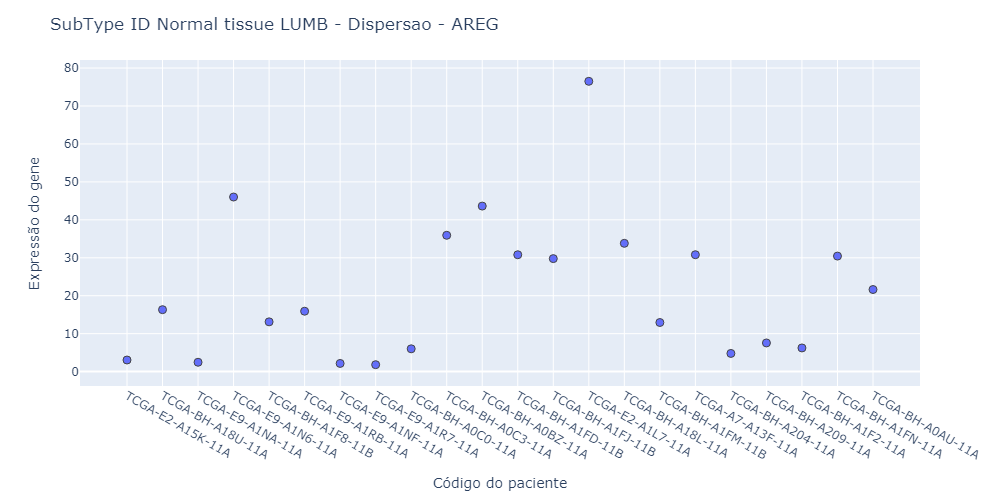 SubType ID Normal tissue LUMB - Dispersao - AREG
80
70
60
50
40
30
20
10
0
Expressão do gene
TCGA-E2-A15K-11A
TCGA-BH-A18U-11A
TCGA-E9-A1NA-11A
TCGA-E9-A1N6-11A
TCGA-BH-A1F8-11B
TCGA-E9-A1RB-11A
TCGA-E9-A1NF-11A
TCGA-E9-A1R7-11A
TCGA-BH-A0C0-11A
TCGA-BH-A0C3-11A
TCGA-BH-A0BZ-11A
TCGA-BH-A1FD-11B
TCGA-BH-A1FJ-11B
TCGA-E2-A1L7-11A
TCGA-BH-A18L-11A
TCGA-BH-A1FM-11B
TCGA-A7-A13F-11A
TCGA-BH-A204-11A
TCGA-BH-A209-11A
TCGA-BH-A1F2-11A
TCGA-BH-A1FN-11A
TCGA-BH-A0AU-11A
Código do paciente